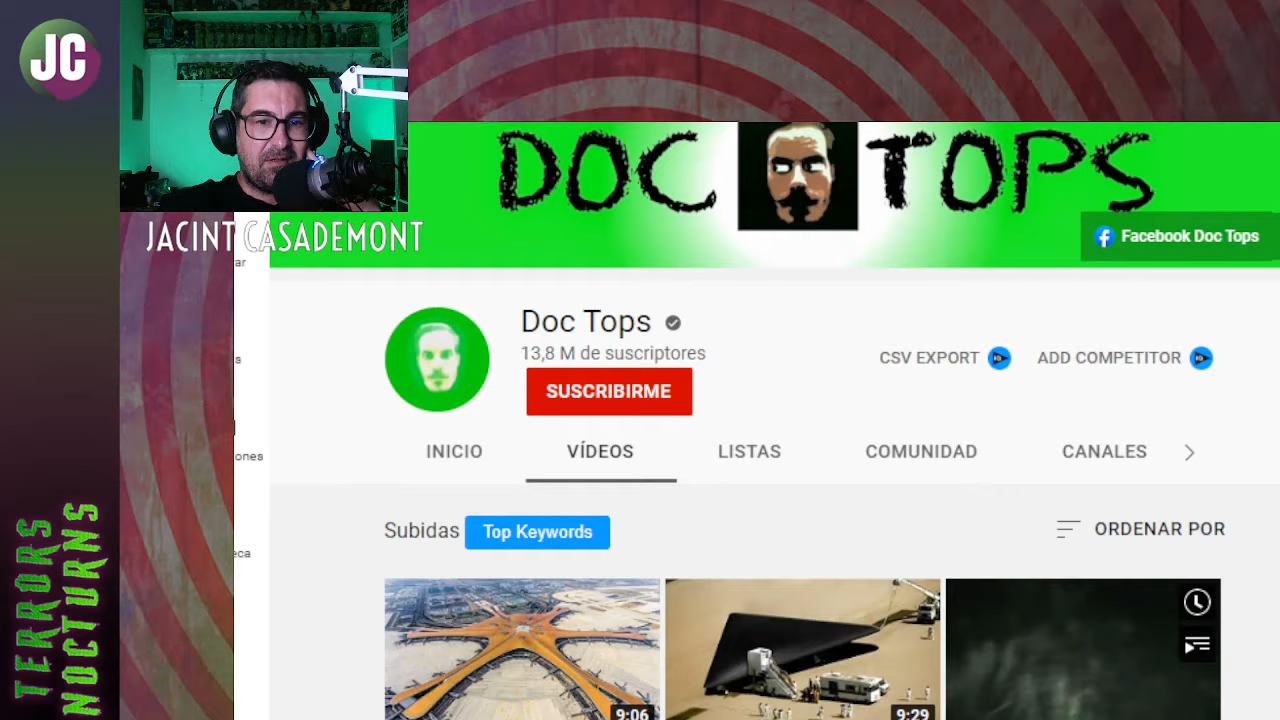 JC
JACINT CASADEMONT
TERRORS
NOCTURNS
DOC TOPS
Facebook Doc Tops
Doc Tops
13,8 M de suscriptores
SUSCRIBIRME
CSV EXPORT
ADD COMPETITOR
INICIO
VÍDEOS
LISTAS
COMUNIDAD
CANALES
Subidas
Top Keywords
ORDENAR POR
9:06
9:29